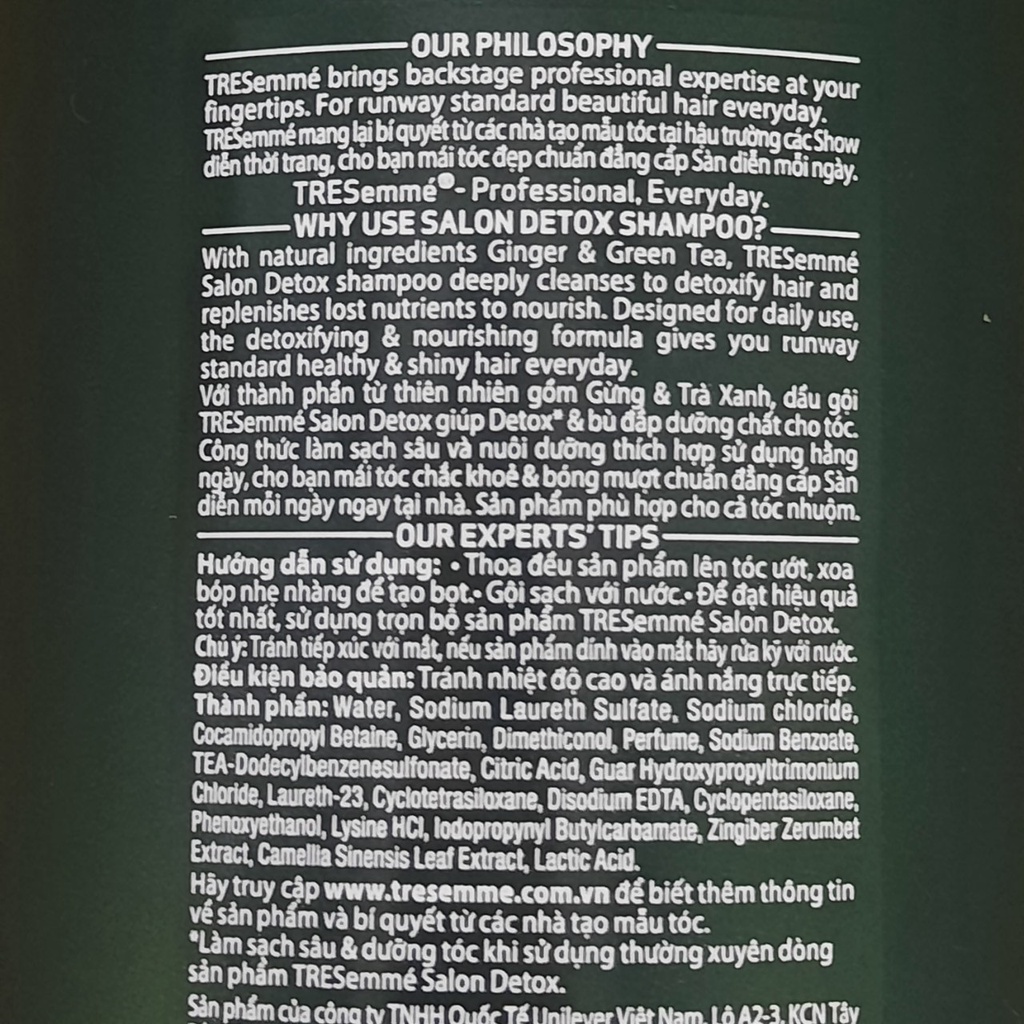 OUR PHILOSOPHY
TRESemmé brings backstage professional expertise at your
fingertips. For runway standard beautiful hair everyday.
TRESemmé mang lại bí quyết từ các nhà tạo mẫu tóc tại hậu trường các Show
diễn thời trang, cho bạn mái tóc đẹp chuẩn đẳng cấp Sàn diễn mỗi ngày.
TRESemmé®- Professional, Everyday.
WHY USE SALON DETOX SHAMPOO?
With natural ingredients Ginger & Green Tea, TRESemmé
Salon Detox shampoo deeply cleanses to detoxify hair and
replenishes lost nutrients to nourish. Designed for daily use,
the detoxifying & nourishing formula gives you runway
standard healthy & shiny hair everyday.
Với thành phần từ thiên nhiên gồm Gừng & Trà Xanh, dầu gội
TRESemmé Salon Detox giúp Detox* & bù đắp dưỡng chất cho tóc.
Công thức làm sạch sâu và nuôi dưỡng thích hợp sử dụng hằng
ngày, cho bạn mái tóc chắc khoẻ & bóng mượt chuẩn đẳng cấp Sàn
diễn mỗi ngày ngay tại nhà. Sản phẩm phù hợp cho cả tóc nhuộm.
OUR EXPERTS' TIPS
Hướng dẫn sử dụng: • Thoa đều sản phẩm lên tóc ướt, xoa
bóp nhẹ nhàng để tạo bọt.• Gội sạch với nước.• Để đạt hiệu quả
tốt nhất, sử dụng trọn bộ sản phẩm TRESemmé Salon Detox.
Chú ý: Tránh tiếp xúc với mắt, nếu sản phẩm dính vào mắt hãy rửa kỹ với nước.
Điều kiện bảo quản: Tránh nhiệt độ cao và ánh nắng trực tiếp.
Thành phần: Water, Sodium Laureth Sulfate, Sodium chloride,
Cocamidopropyl Betaine, Glycerin, Dimethiconol, Perfume, Sodium Benzoate,
TEA-Dodecylbenzenesulfonate, Citric Acid, Guar Hydroxypropyltrimonium
Chloride, Laureth-23, Cyclotetrasiloxane, Disodium EDTA, Cyclopentasiloxane,
Phenoxyethanol, Lysine HCl, Iodopropynyl Butylcarbamate, Zingiber Zerumbet
Extract, Camellia Sinensis Leaf Extract, Lactic Acid.
Hãy truy cập www.tresemme.com.vn để biết thêm thông tin
về sản phẩm và bí quyết từ các nhà tạo mẫu tóc.
*Làm sạch sâu & dưỡng tóc khi sử dụng thường xuyên dòng
sản phẩm TRESemmé Salon Detox.
Sản phẩm của công ty TNHH Quốc Tế Unilever Việt Nam, Lô A2-3, KCN Tây